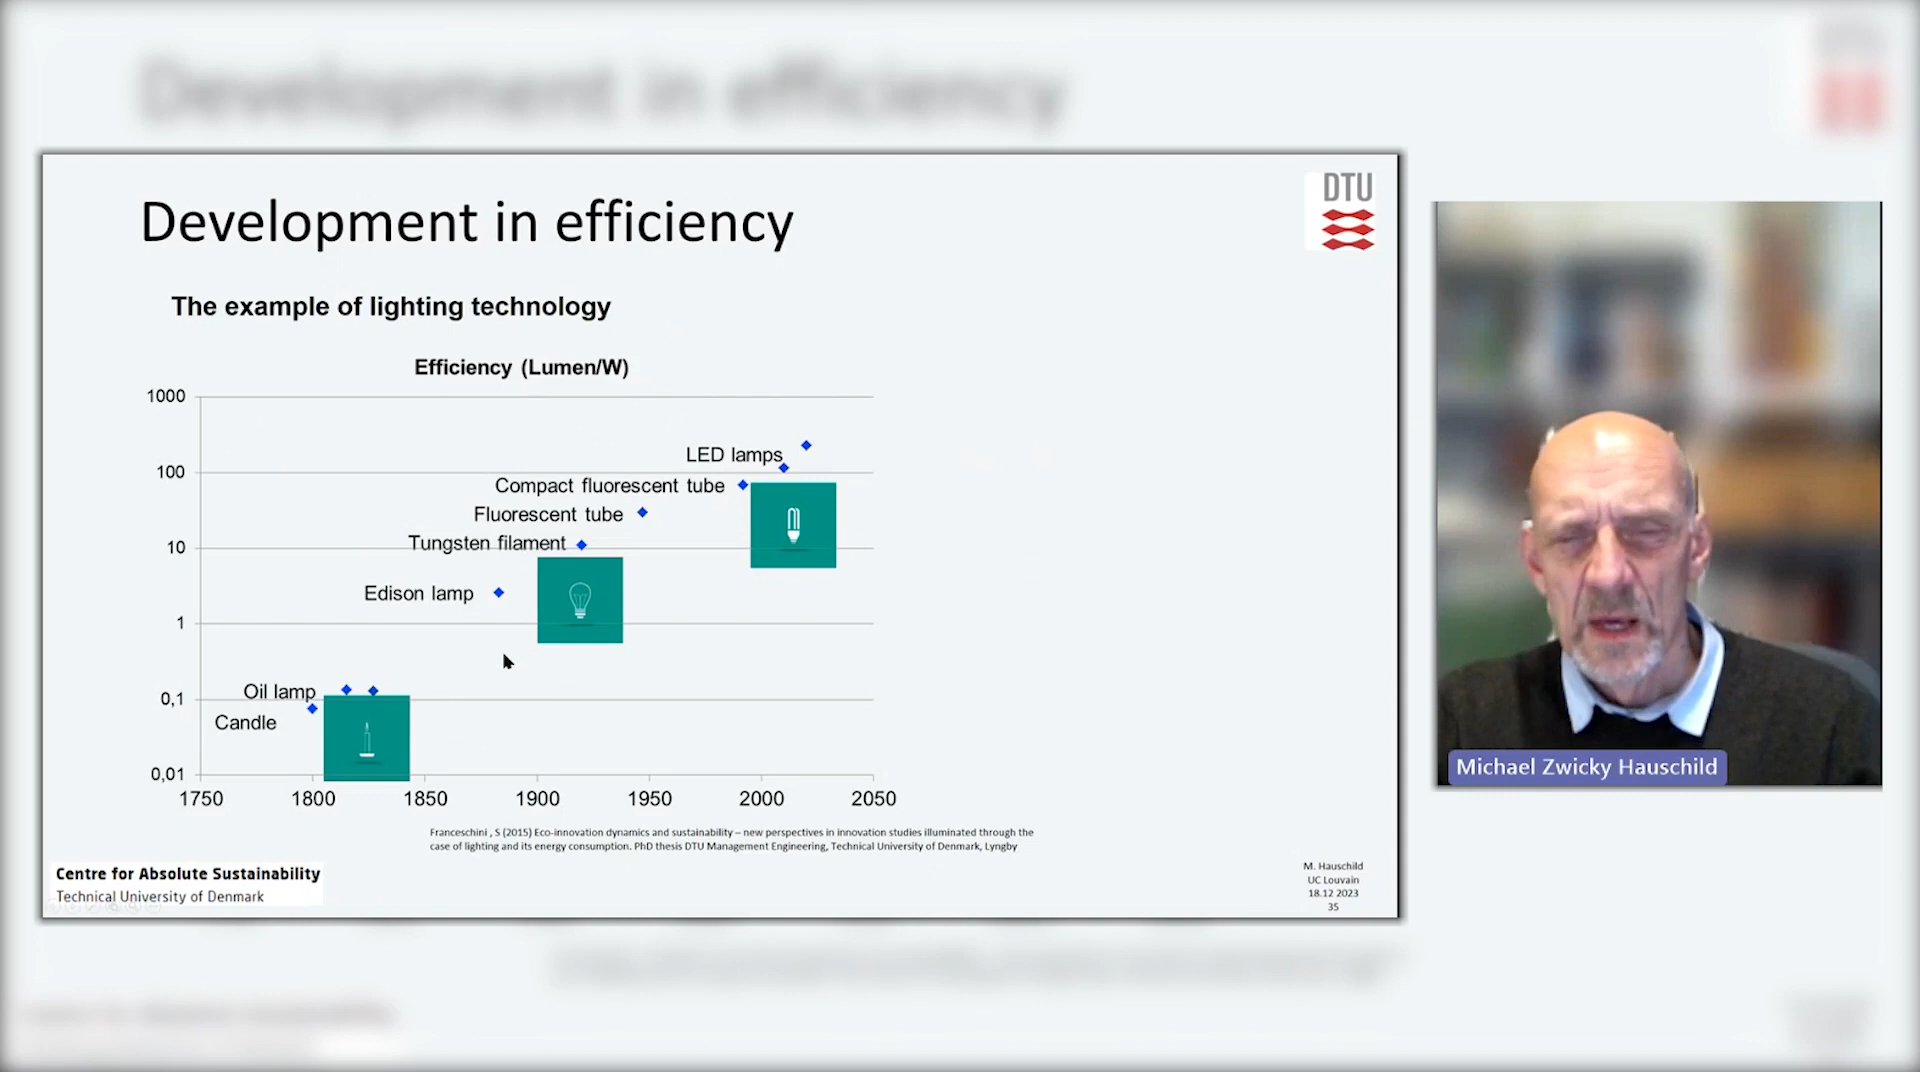 Development in efficiency
DTU
The example of lighting technology
Efficiency (Lumen/W)
1000
100
10
1
0,1
0,01
LED lamps
Compact fluorescent tube
Fluorescent tube
Tungsten filament
Edison lamp
Oil lamp
Candle
1750 1800 1850 1900 1950 2000 2050
Franceschini , S (2015) Eco-innovation dynamics and sustainability – new perspectives in innovation studies illuminated through the
case of lighting and its energy consumption. PhD thesis DTU Management Engineering, Technical University of Denmark, Lyngby
Centre for Absolute Sustainability
Technical University of Denmark
M. Hauschild
UC Louvain
18.12 2023
35
Michael Zwicky Hauschild
Development in efficiency